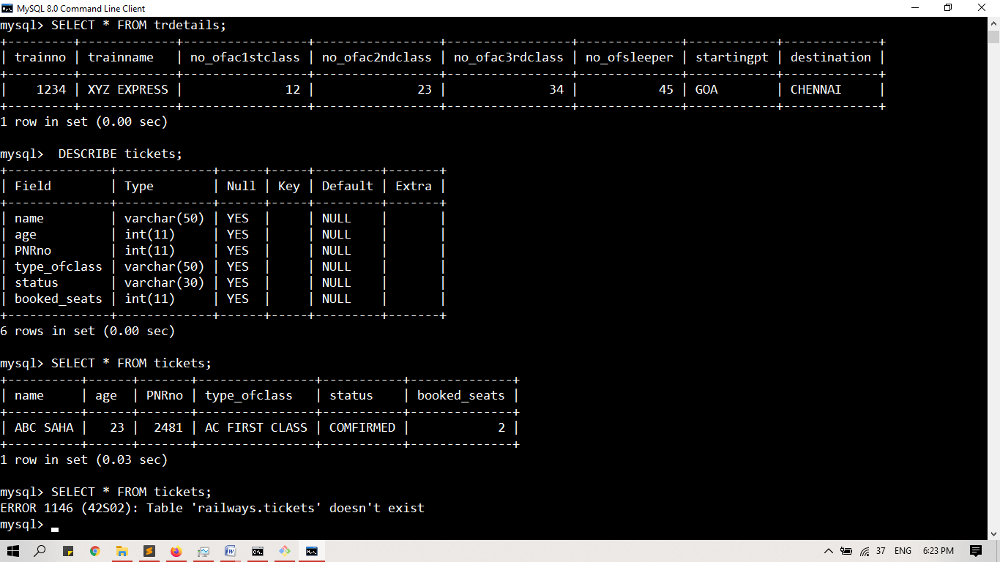 MySQL 8.0 Command Line Client
mysql> SELECT * FROM trdetails;
+---------+-------------+------------------+------------------+------------------+--------------+------------+-------------+
| trainno | trainname   | no_ofac1stclass | no_ofac2ndclass | no_ofac3rdclass | no_ofsleeper | startingpt | destination |
+---------+-------------+------------------+------------------+------------------+--------------+------------+-------------+
|    1234 | XYZ EXPRESS |              12 |              23 |              34 |           45 | GOA        | CHENNAI     |
+---------+-------------+------------------+------------------+------------------+--------------+------------+-------------+
1 row in set (0.00 sec)
mysql>  DESCRIBE tickets;
+--------------+-------------+------+-----+---------+-------+
| Field        | Type        | Null | Key | Default | Extra |
+--------------+-------------+------+-----+---------+-------+
| name         | varchar(50) | YES  |     | NULL    |       |
| age          | int(11)     | YES  |     | NULL    |       |
| PNRno        | int(11)     | YES  |     | NULL    |       |
| type_ofclass | varchar(50) | YES  |     | NULL    |       |
| status       | varchar(30) | YES  |     | NULL    |       |
| booked_seats | int(11)     | YES  |     | NULL    |       |
+--------------+-------------+------+-----+---------+-------+
6 rows in set (0.00 sec)
mysql> SELECT * FROM tickets;
+----------+------+-------+----------------+-----------+--------------+
| name     | age  | PNRno | type_ofclass   | status    | booked_seats |
+----------+------+-------+----------------+-----------+--------------+
| ABC SAHA |   23 |  2481 | AC FIRST CLASS | COMFIRMED |            2 |
+----------+------+-------+----------------+-----------+--------------+
1 row in set (0.03 sec)
mysql> SELECT * FROM tickets;
ERROR 1146 (42S02): Table 'railways.tickets' doesn't exist
mysql> _
37 ENG 6:23 PM